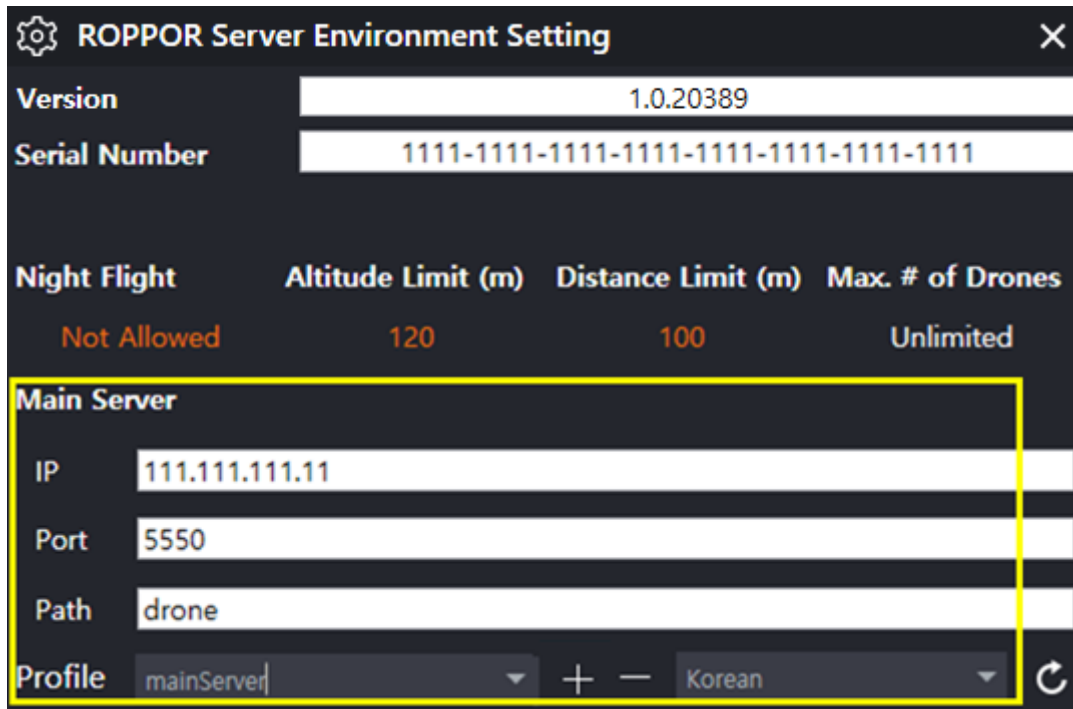 ROPPOR Server Environment Setting
Version 1.0.20389
Serial Number 1111-1111-1111-1111-1111-1111-1111-1111
Night Flight Altitude Limit (m) Distance Limit (m) Max. # of Drones
Not Allowed 120 100 Unlimited
Main Server
IP 111.111.111.11
Port 5550
Path drone
Profile mainServer Korean